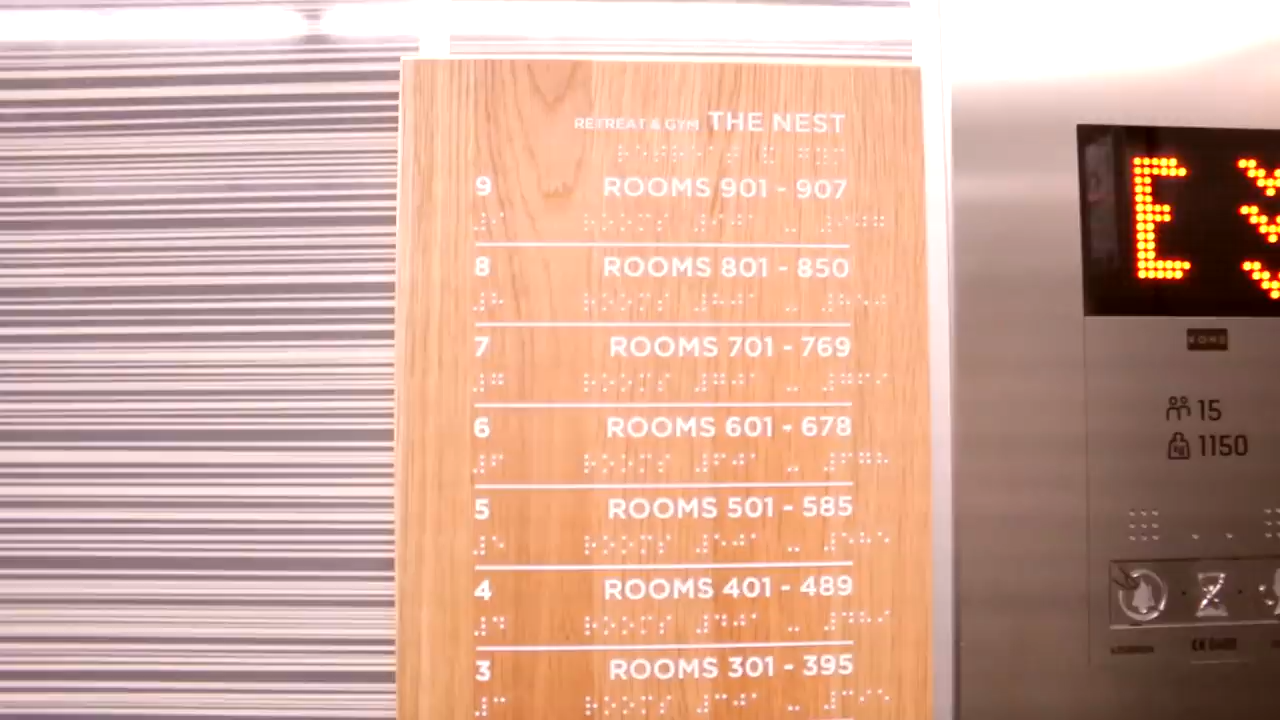 RETREAT & GYM THE NEST
9 ROOMS 901 - 907
8 ROOMS 801 - 850
7 ROOMS 701 - 769
6 ROOMS 601 - 678
5 ROOMS 501 - 585
4 ROOMS 401 - 489
3 ROOMS 301 - 395
E
KONE
15
1150